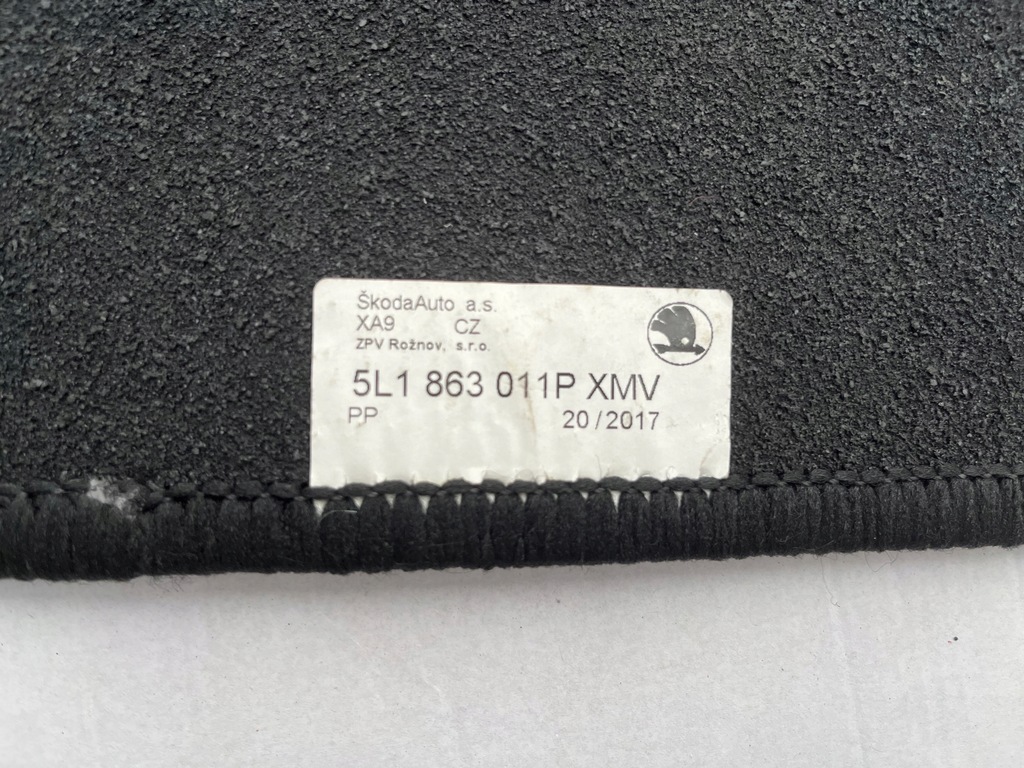 ŠkodaAuto a.s.
XA9 CZ
ZPV Rožnov, s.r.o.
5L1 863 011P XMV
PP 20/2017